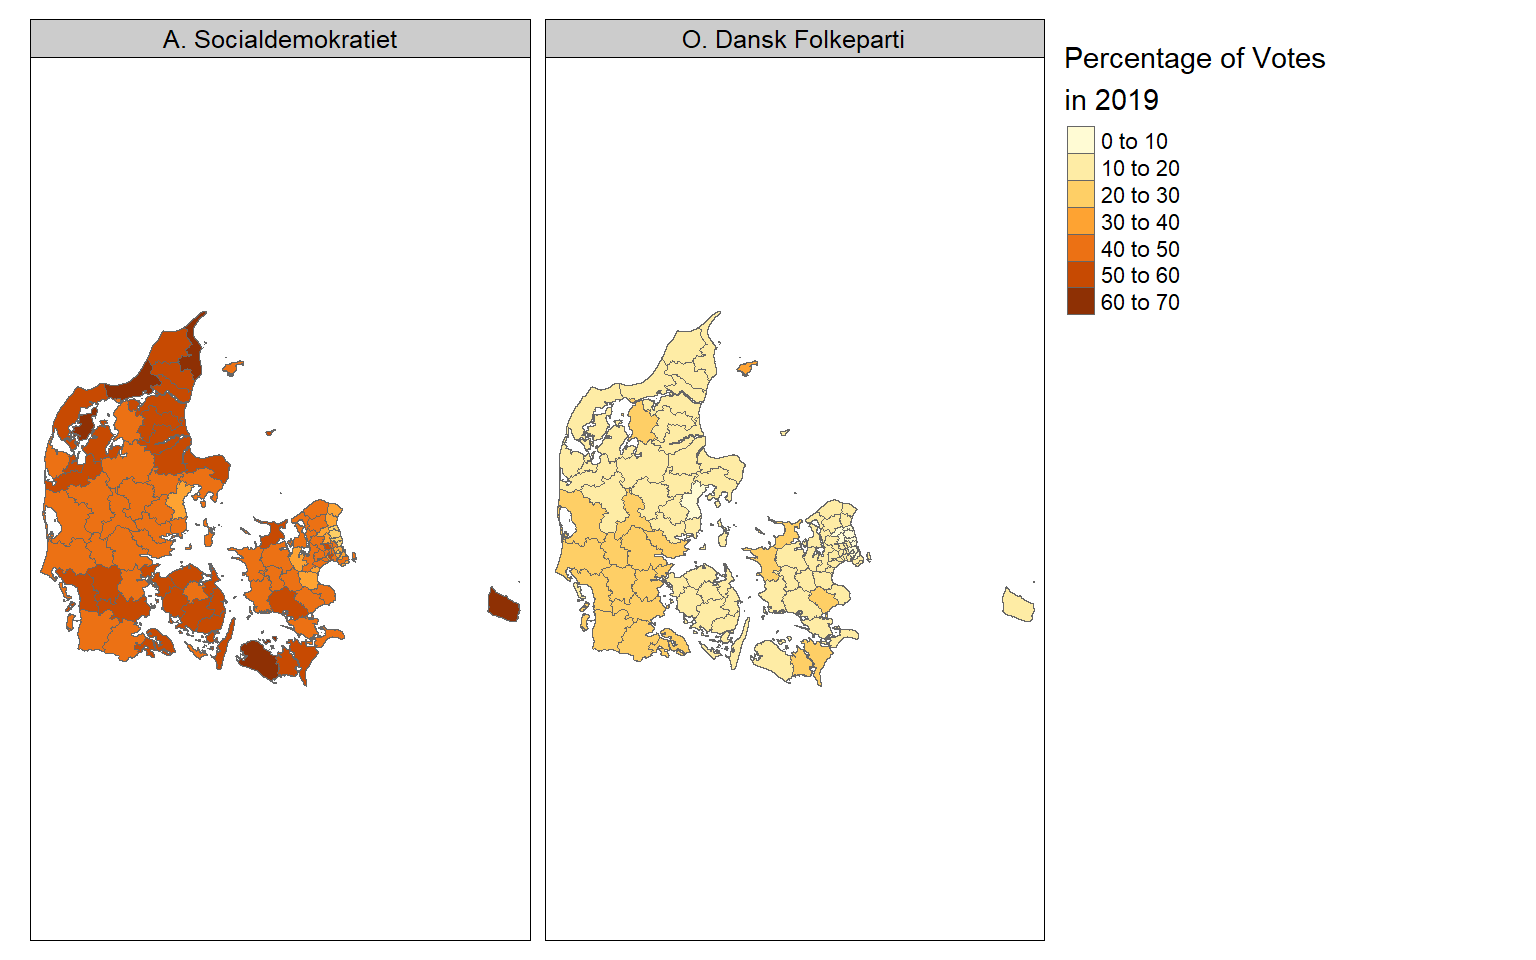 A. Socialdemokratiet
O. Dansk Folkeparti
Percentage of Votes
in 2019
0 to 10
10 to 20
20 to 30
30 to 40
40 to 50
50 to 60
60 to 70